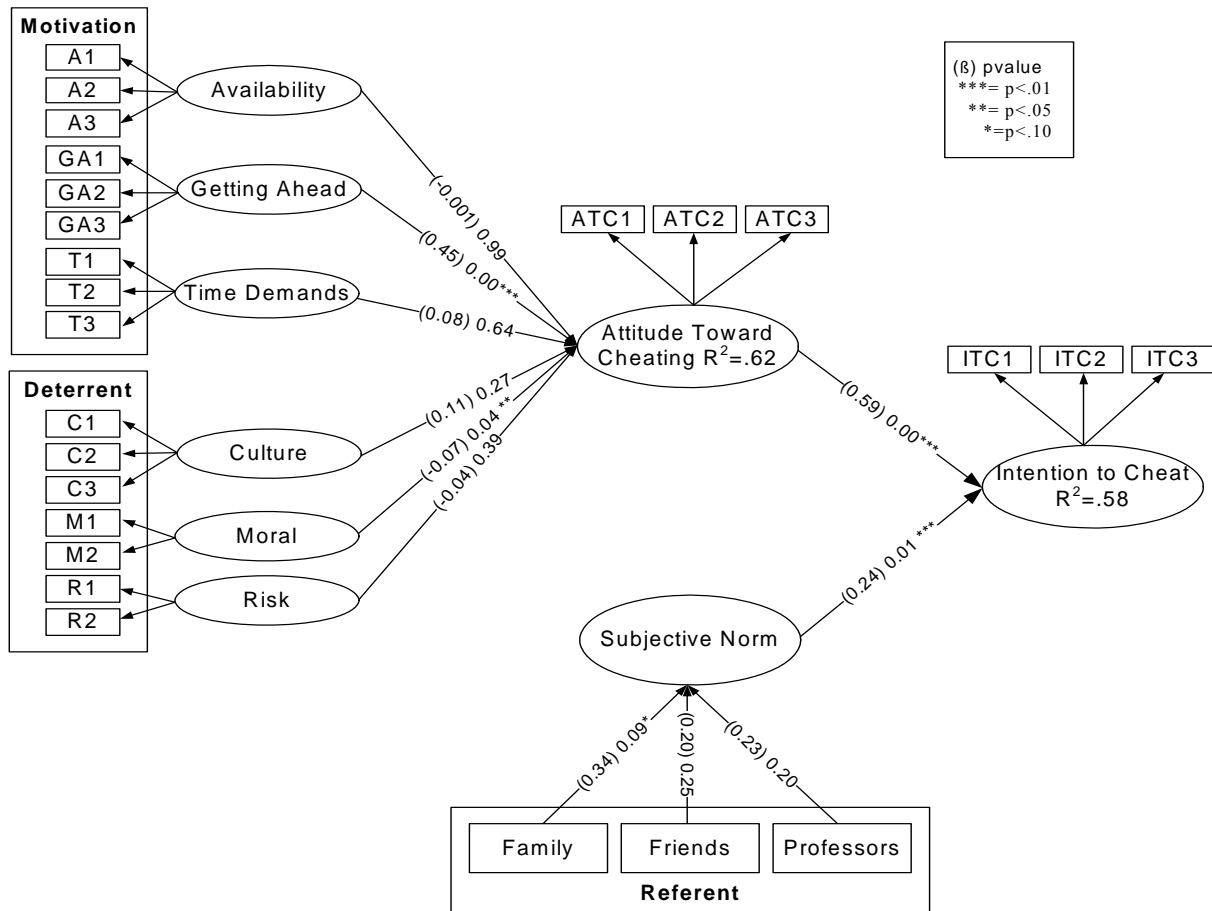 Motivation
A1
A2
A3
GA1
GA2
GA3
T1
T2
T3
Availability
Getting Ahead
Time Demands
(-0.001) 0.99
(0.45) 0.00***
(0.08) 0.64
(ß) pvalue
***= p<.01
**= p<.05
*=p<.10
ATC1 ATC2 ATC3
Attitude Toward
Cheating R²=.62
Deterrent
C1
C2
C3
M1
M2
R1
R2
Culture
Moral
Risk
(0.11) 0.27
(-0.07) 0.04 **
(-0.04) 0.39
(0.59) 0.00***
ITC1 ITC2 ITC3
Intention to Cheat
R²=.58
(0.24) 0.01 ***
Subjective Norm
(0.34) 0.09*
(0.20) 0.25
(0.23) 0.20
Family Friends Professors
Referent